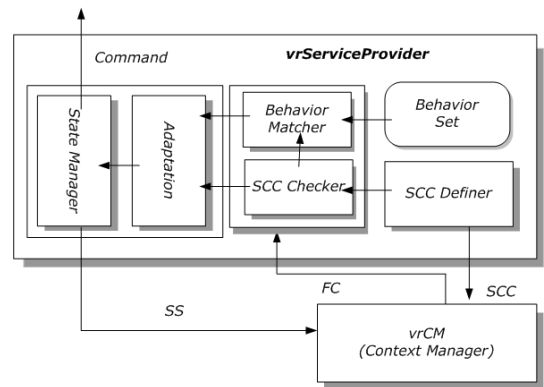 Command
vrServiceProvider
State Manager
Adaptation
Behavior
Matcher
Behavior
Set
SCC Checker
SCC Definer
FC
SCC
SS
vrCM
(Context Manager)